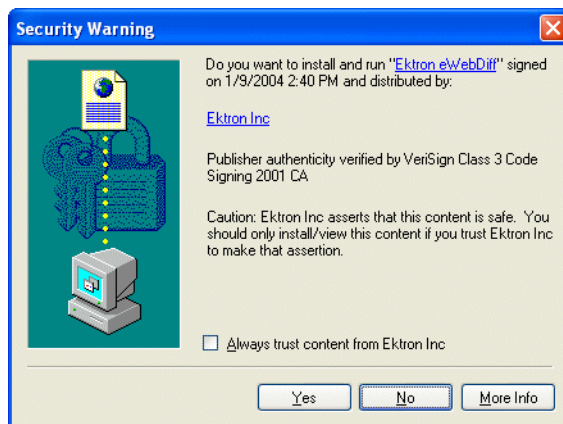 Security Warning
Do you want to install and run "Ektron eWebDiff" signed
on 1/9/2004 2:40 PM and distributed by:
Ektron Inc
Publisher authenticity verified by VeriSign Class 3 Code
Signing 2001 CA
Caution: Ektron Inc asserts that this content is safe. You
should only install/view this content if you trust Ektron Inc
to make that assertion.
Always trust content from Ektron Inc
Yes No More Info